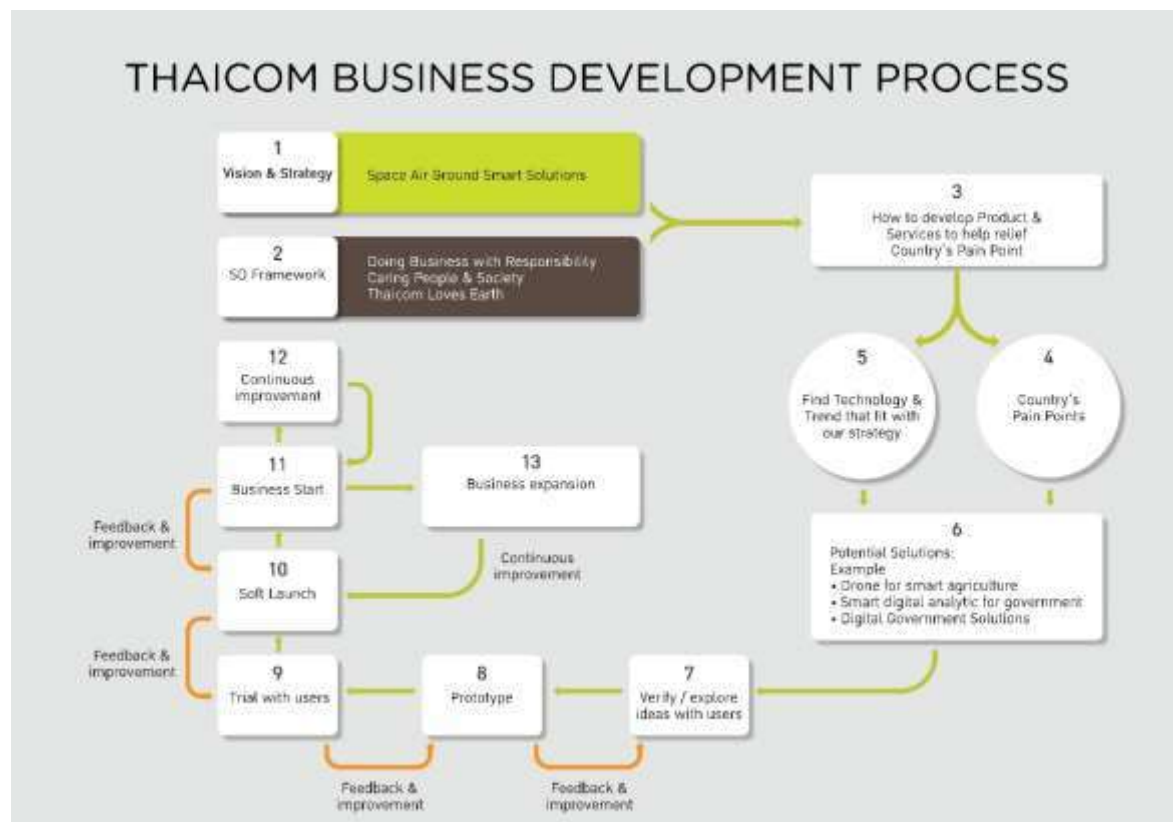 THAICOM BUSINESS DEVELOPMENT PROCESS
1
Vision & Strategy
Space Air Ground Smart Solutions
2
SD Framework
Doing Business with Responsibility
Caring People & Society
Thaicom Loves Earth
3
How to develop Product &
Services to help relief
Country's Pain Point
5
Find Technology &
Trend that fit with
our strategy
4
Country's
Pain Points
6
Potential Solutions:
Example
• Drone for smart agriculture
• Smart digital analytic for government
• Digital Government Solutions
7
Verify / explore
ideas with users
Feedback &
improvement
8
Prototype
Feedback &
improvement
9
Trial with users
Feedback &
improvement
10
Soft Launch
Feedback &
improvement
11
Business Start
12
Continuous
improvement
13
Business expansion
Continuous
improvement